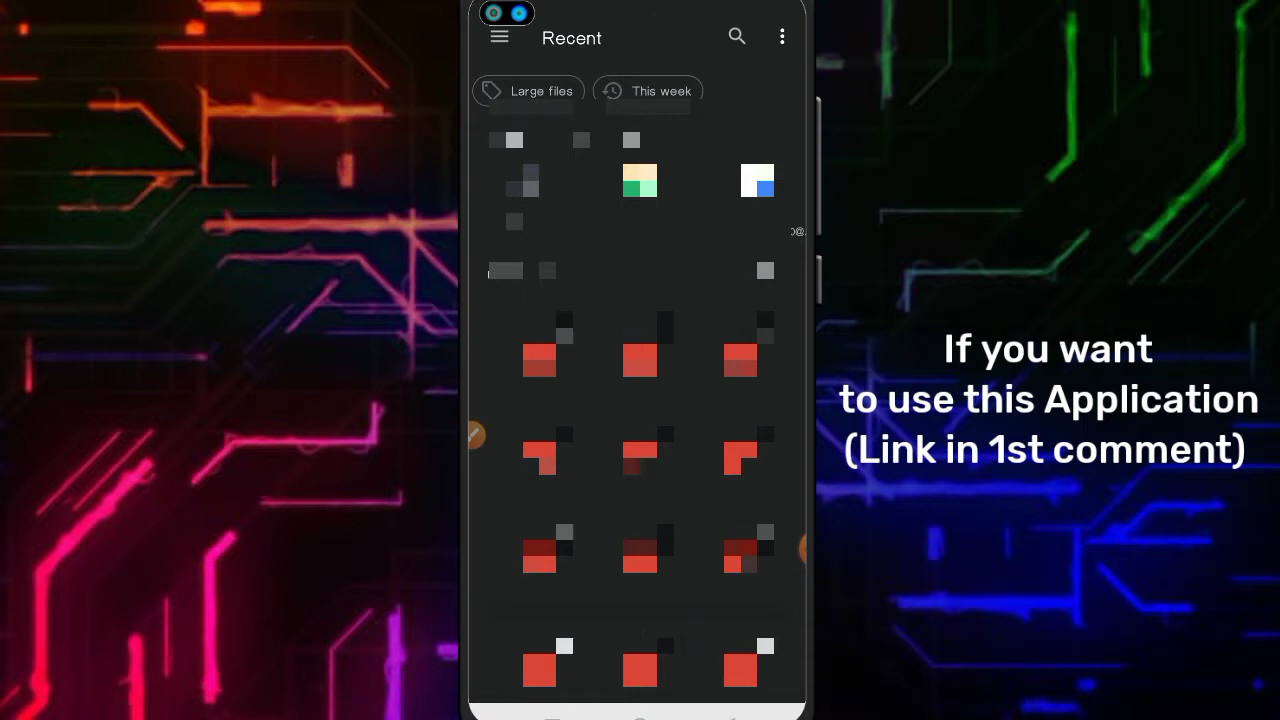 Recent
Large files
This week
If you want
to use this Application
(Link in 1st comment)